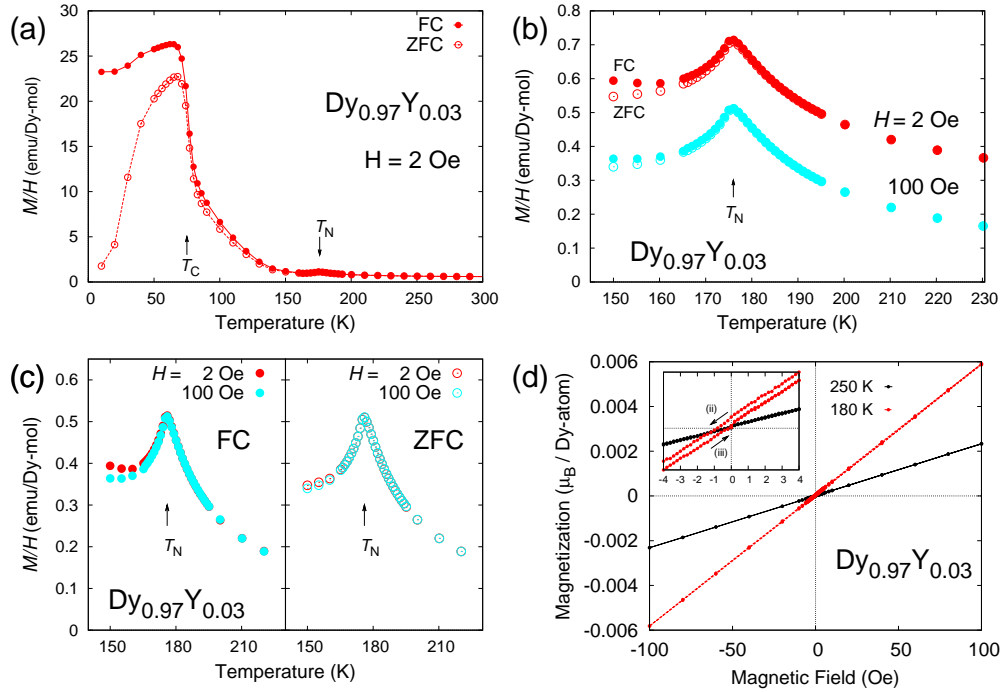 (a)
FC
ZFC
Dy0.97Y0.03
H = 2 Oe
TC
TN
M/H (emu/Dy-mol)
30
25
20
15
10
5
0
0 50 100 150 200 250 300
Temperature (K)
(b)
FC
ZFC
H = 2 Oe
100 Oe
TN
Dy0.97Y0.03
M/H (emu/Dy-mol)
0.8
0.7
0.6
0.5
0.4
0.3
0.2
0.1
0
150 160 170 180 190 200 210 220 230
Temperature (K)
(c)
H = 2 Oe
100 Oe
FC
TN
Dy0.97Y0.03
M/H (emu/Dy-mol)
0.6
0.5
0.4
0.3
0.2
0.1
0
150 180 210
H = 2 Oe
100 Oe
ZFC
TN
150 180 210
Temperature (K)
(d)
250 K
180 K
(ii)
(iii)
-4 -3 -2 -1 0 1 2 3 4
Dy0.97Y0.03
Magnetization (μB / Dy-atom)
0.006
0.004
0.002
0
-0.002
-0.004
-0.006
-100 -50 0 50 100
Magnetic Field (Oe)